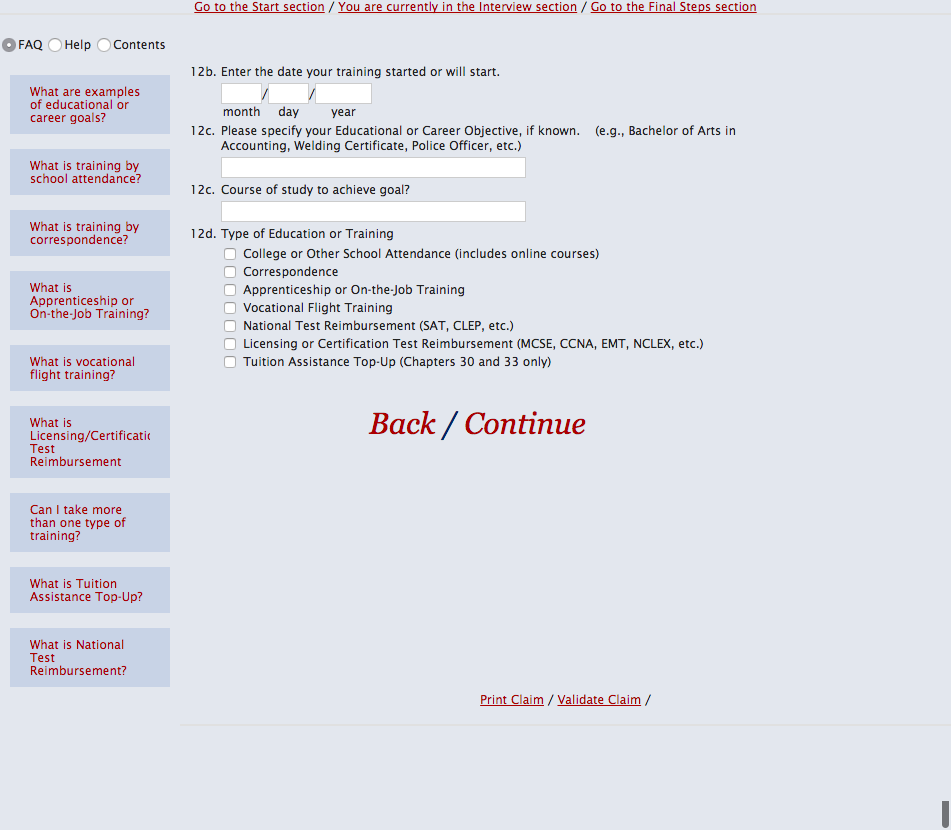 Go to the Start section / You are currently in the Interview section / Go to the Final Steps section
FAQ Help Contents
What are examples
of educational or
career goals?
What is training by
school attendance?
What is training by
correspondence?
What is
Apprenticeship or
On-the-Job Training?
What is vocational
flight training?
What is
Licensing/Certificatic
Test
Reimbursement
Can I take more
than one type of
training?
What is Tuition
Assistance Top-Up?
What is National
Test
Reimbursement?
12b. Enter the date your training started or will start.
/ /
month day year
12c. Please specify your Educational or Career Objective, if known. (e.g., Bachelor of Arts in
Accounting, Welding Certificate, Police Officer, etc.)
12c. Course of study to achieve goal?
12d. Type of Education or Training
College or Other School Attendance (includes online courses)
Correspondence
Apprenticeship or On-the-Job Training
Vocational Flight Training
National Test Reimbursement (SAT, CLEP, etc.)
Licensing or Certification Test Reimbursement (MCSE, CCNA, EMT, NCLEX, etc.)
Tuition Assistance Top-Up (Chapters 30 and 33 only)
Back / Continue
Print Claim / Validate Claim /